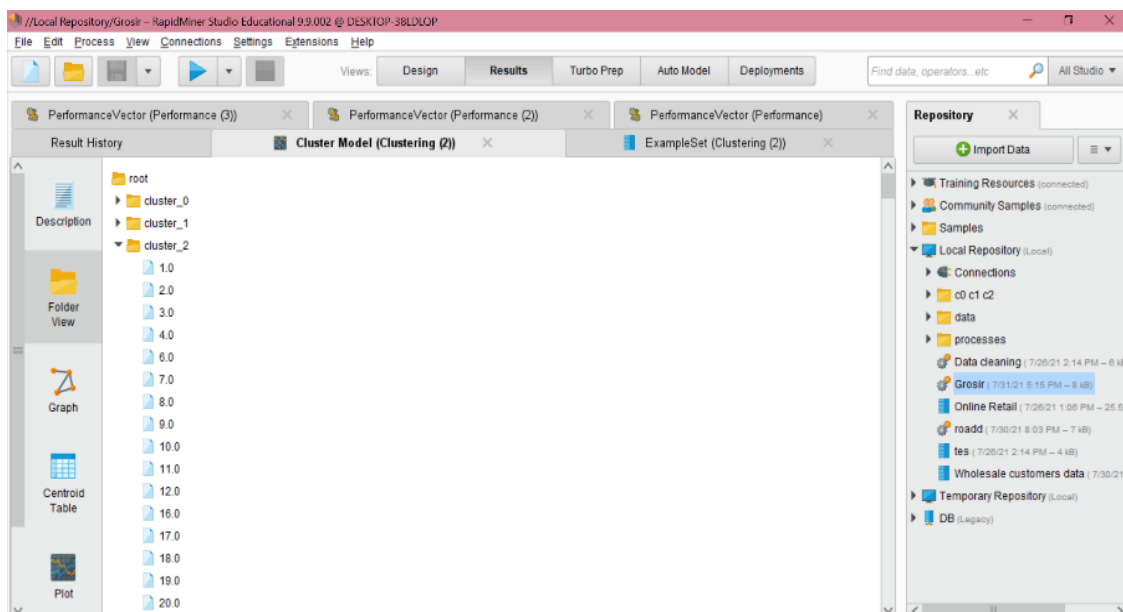 //Local Repository/Grosir – RapidMiner Studio Educational 9.9.002 @ DESKTOP-38LDLQP
File Edit Process View Connections Settings Extensions Help
Views: Design Results Turbo Prep Auto Model Deployments Find data, operators...etc All Studio
PerformanceVector (Performance (3)) PerformanceVector (Performance (2)) PerformanceVector (Performance)
Result History Cluster Model (Clustering (2)) ExampleSet (Clustering (2))
Description
Folder View
Graph
Centroid Table
Plot
root
cluster_0
cluster_1
cluster_2
1.0
2.0
3.0
4.0
6.0
7.0
8.0
9.0
10.0
11.0
12.0
16.0
17.0
18.0
19.0
20.0
Repository
Import Data
Training Resources (connected)
Community Samples (connected)
Samples
Local Repository (Local)
Connections
c0 c1 c2
data
processes
Data cleaning (7/26/21 2:14 PM – 6
Grosir (7/31/21 5:15 PM – 8 kB)
Online Retail (7/26/21 1:06 PM – 25.5
roadd (7/30/21 8:03 PM – 7 kB)
tes (7/26/21 2:14 PM – 4 kB)
Wholesale customers data (7/30/21
Temporary Repository (Local)
DB (Legacy)